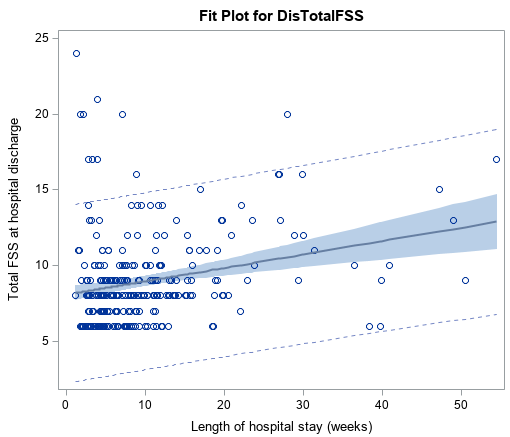 Fit Plot for DisTotalFSS
25
20
15
10
5
Total FSS at hospital discharge
0 10 20 30 40 50
Length of hospital stay (weeks)